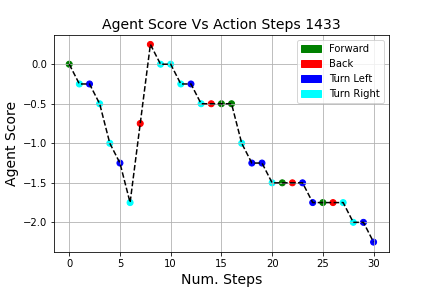 Agent Score Vs Action Steps 1433
Forward
Back
Turn Left
Turn Right
0.0
−0.5
−1.0
−1.5
−2.0
Agent Score
0 5 10 15 20 25 30
Num. Steps